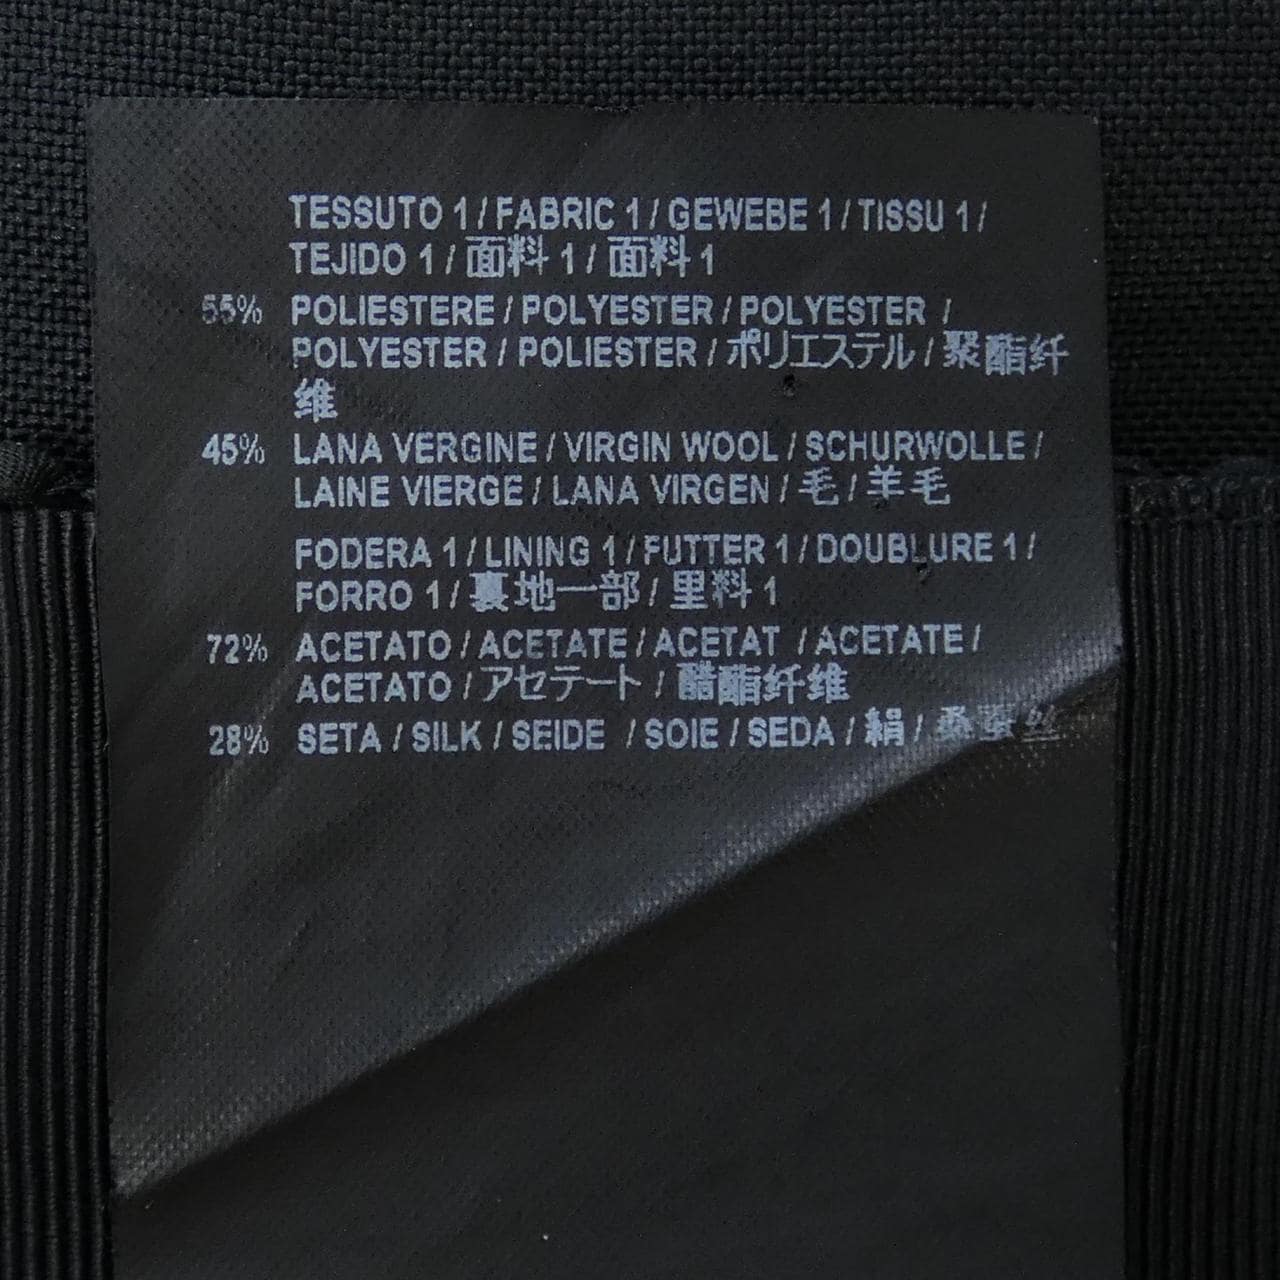 TESSUTO 1 / FABRIC 1 / GEWEBE 1 / TISSU 1 /
TEJIDO 1 / 面料 1 / 面料 1
55% POLIESTERE / POLYESTER / POLYESTER /
POLYESTER / POLIESTER / ポリエステル / 聚酯纤
维
45% LANA VERGINE / VIRGIN WOOL / SCHURWOLLE /
LAINE VIERGE / LANA VIRGEN / 毛 / 羊毛
FODERA 1 / LINING 1 / FUTTER 1 / DOUBLURE 1 /
FORRO 1 / 裏地一部 / 里料 1
72% ACETATO / ACETATE / ACETAT / ACETATE /
ACETATO / アセテート / 醋酯纤维
28% SETA / SILK / SEIDE / SOIE / SEDA / 絹 / 桑蚕丝